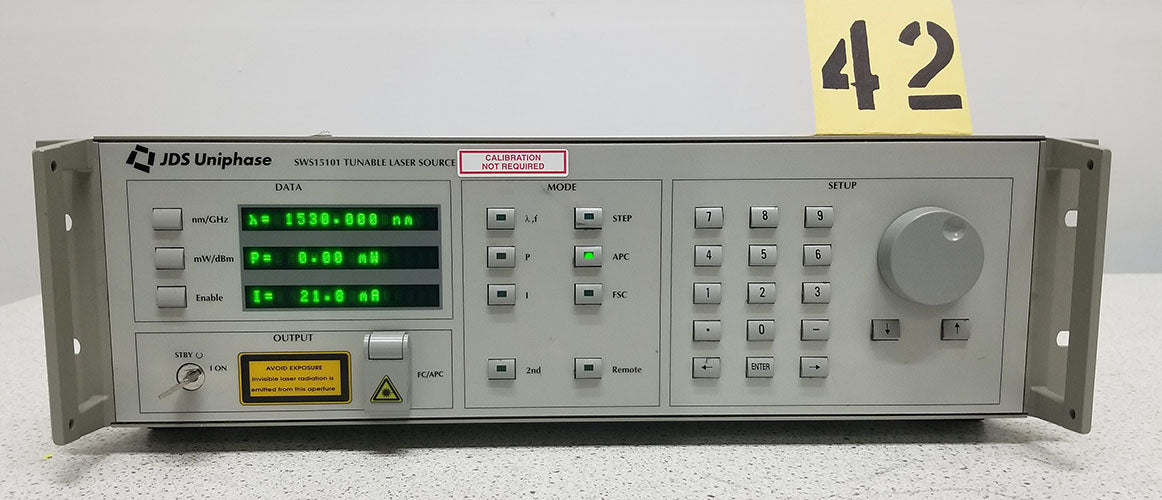 42
JDS Uniphase
SWS15101 TUNABLE LASER SOURCE
CALIBRATION
NOT REQUIRED
DATA
nm/GHz
λ= 1530.000 nm
mW/dBm
P= 0.00 mW
Enable
I= 21.8 mA
OUTPUT
STBY
I ON
AVOID EXPOSURE
Invisible laser radiation is
emitted from this aperture
FC/APC
MODE
λ,f
STEP
P
APC
I
FSC
2nd
Remote
SETUP
7 8 9
4 5 6
1 2 3
. 0 –
← ENTER →
↓ ↑